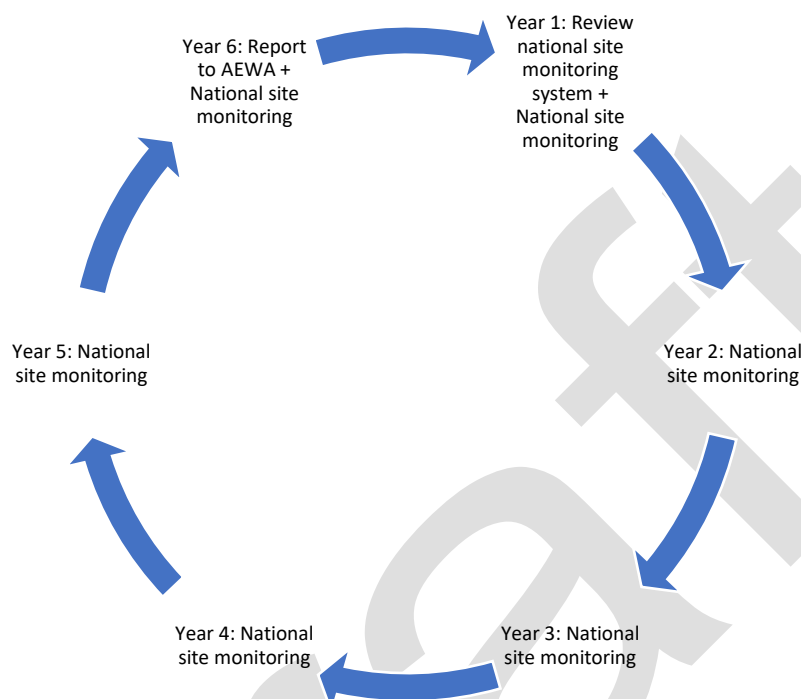 Year 1: Review
national site
monitoring
system +
National site
monitoring
Year 2: National
site monitoring
Year 3: National
site monitoring
Year 4: National
site monitoring
Year 5: National
site monitoring
Year 6: Report
to AEWA +
National site
monitoring